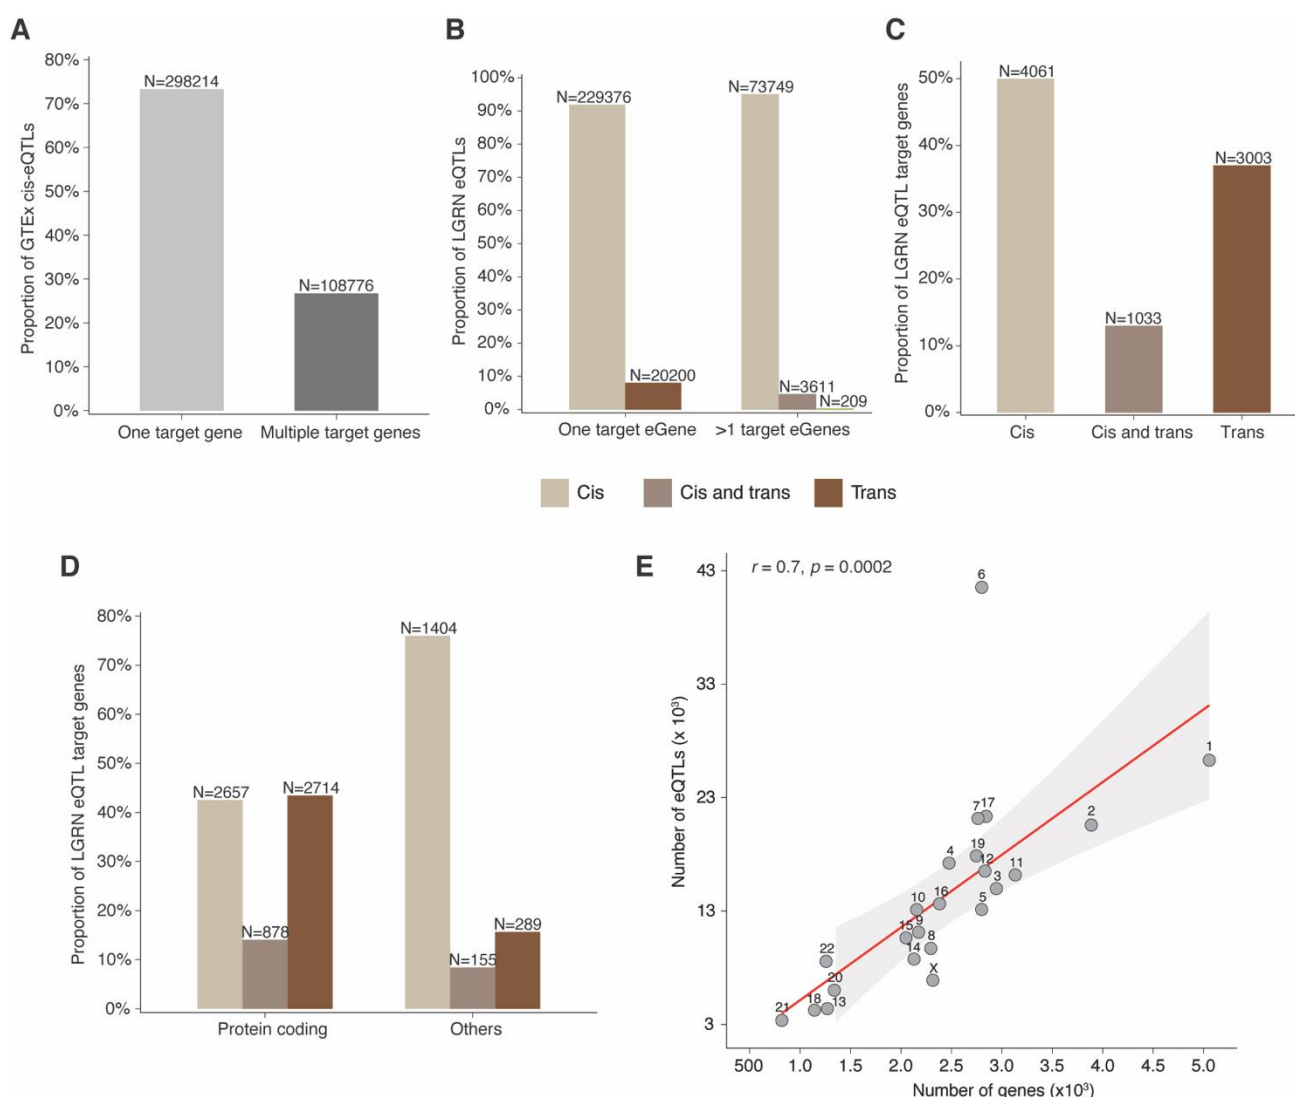 A
Proportion of GTEx cis-eQTLs
80%
70%
60%
50%
40%
30%
20%
10%
0%
N=298214
N=108776
One target gene
Multiple target genes
B
Proportion of LGRN eQTLs
100%
90%
80%
70%
60%
50%
40%
30%
20%
10%
0%
N=229376
N=20200
N=73749
N=3611
N=209
One target eGene
>1 target eGenes
C
Proportion of LGRN eQTL target genes
50%
40%
30%
20%
10%
0%
N=4061
N=1033
N=3003
Cis
Cis and trans
Trans
Cis
Cis and trans
Trans
D
Proportion of LGRN eQTL target genes
80%
70%
60%
50%
40%
30%
20%
10%
0%
N=2657
N=878
N=2714
N=1404
N=155
N=289
Protein coding
Others
E
r = 0.7, p = 0.0002
Number of eQTLs (x 10³)
43
33
23
13
3
6
1
2
7
17
19
4
12
11
3
5
10
16
15
9
8
14
X
22
20
18
13
21
500
1.0
1.5
2.0
2.5
3.0
3.5
4.0
4.5
5.0
Number of genes (x10³)